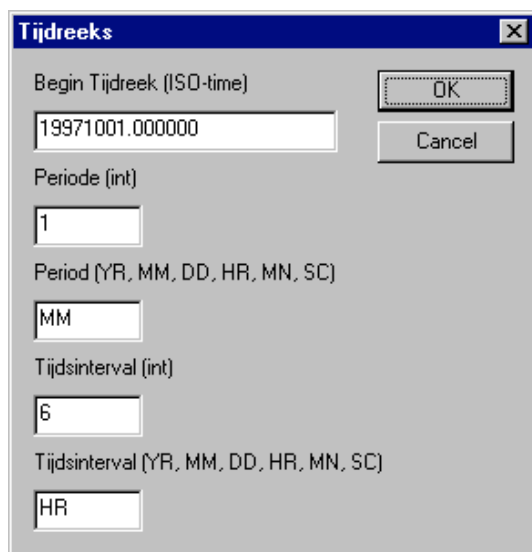 Tijdreeks
Begin Tijdreek (ISO-time)
OK
19971001.000000
Cancel
Periode (int)
1
Period (YR, MM, DD, HR, MN, SC)
MM
Tijdsinterval (int)
6
Tijdsinterval (YR, MM, DD, HR, MN, SC)
HR